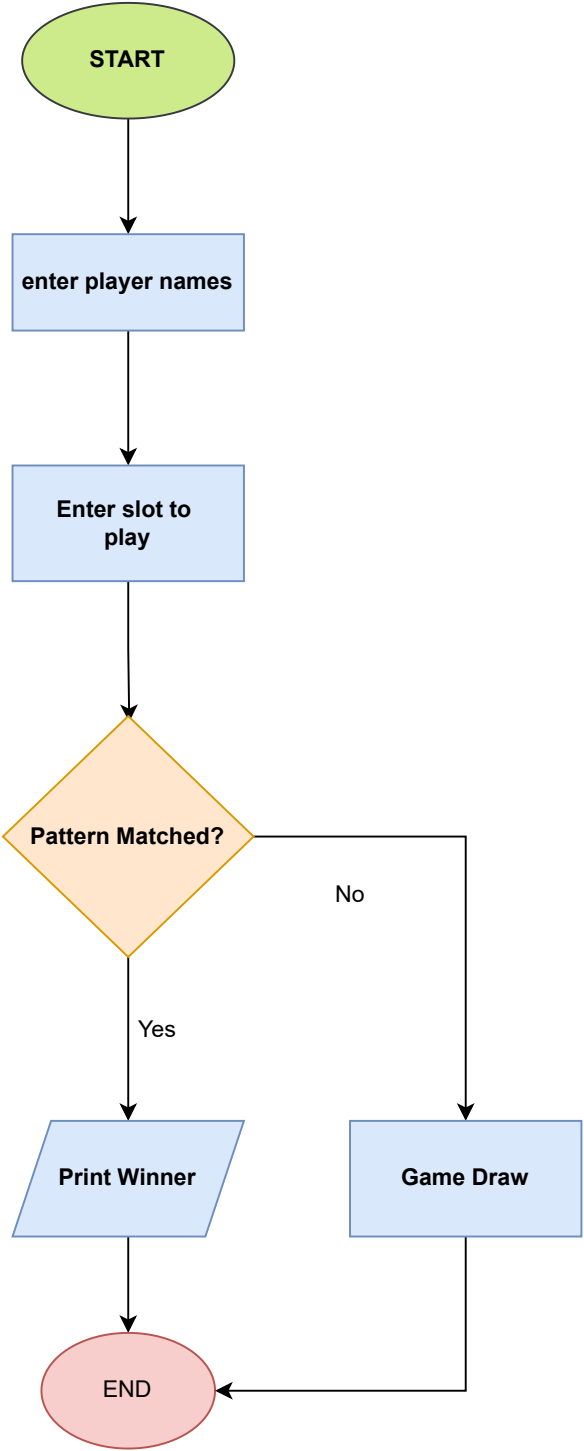 START
enter player names
Enter slot to
play
Pattern Matched?
No
Yes
Print Winner
Game Draw
END